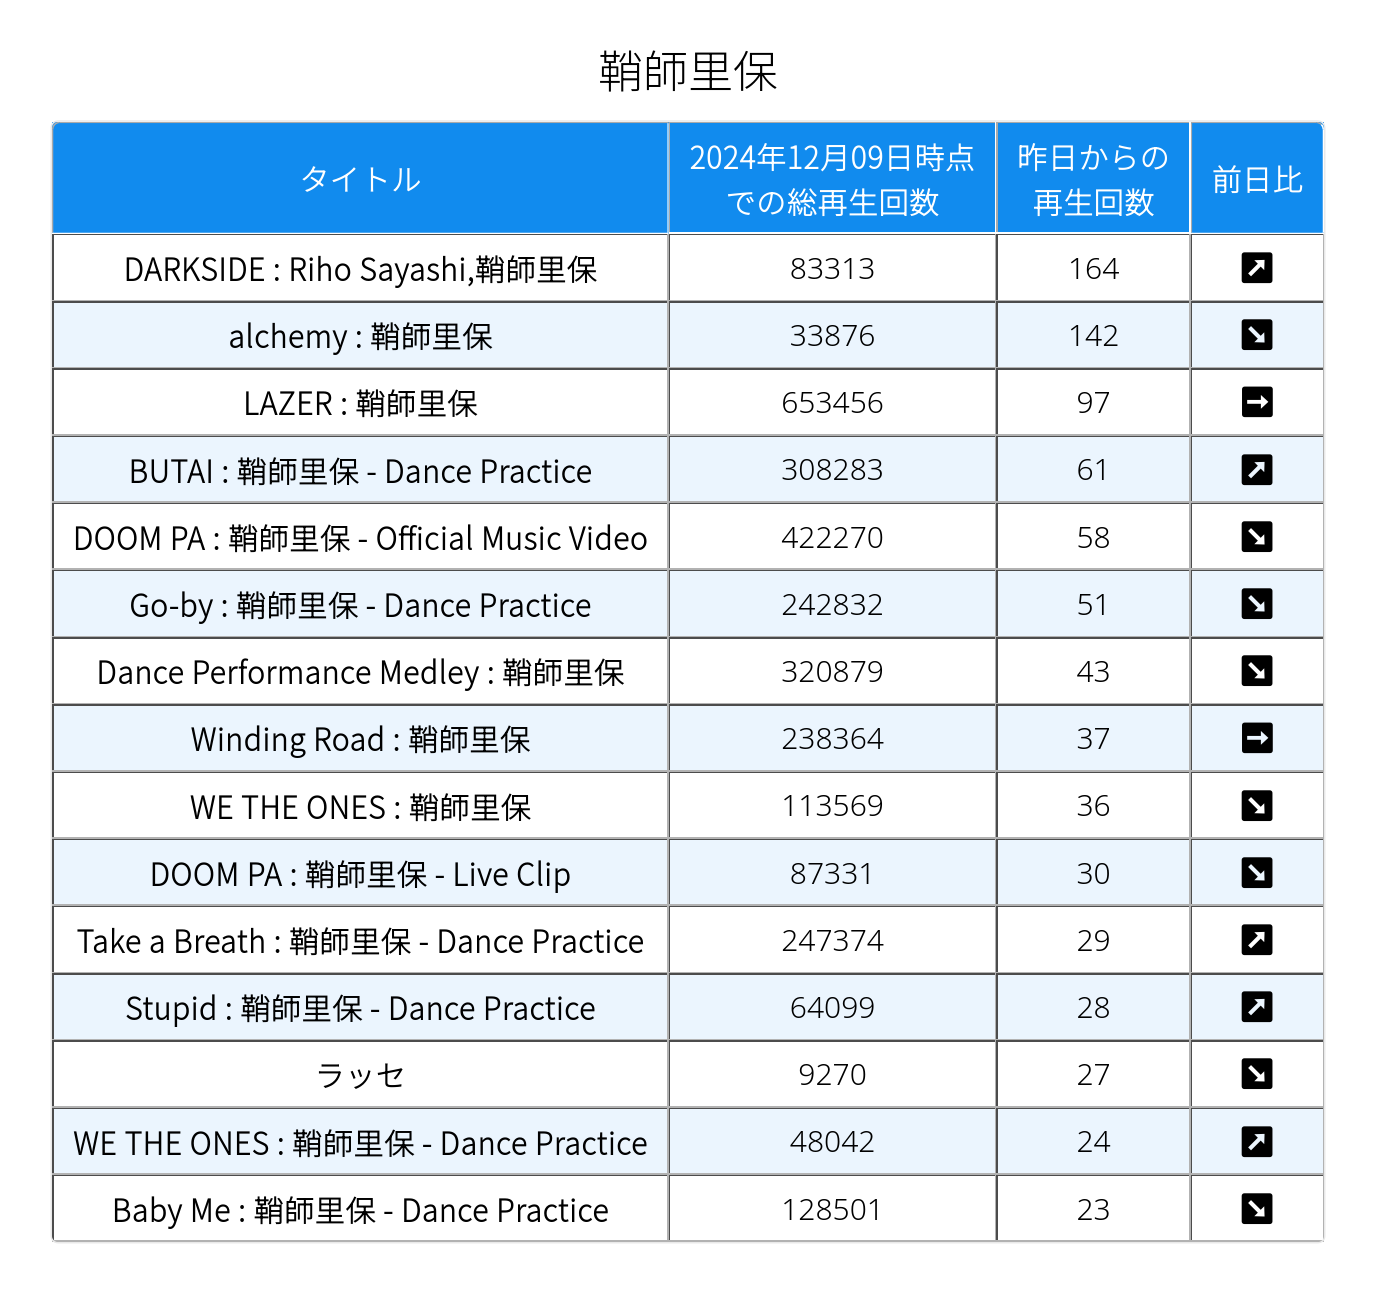 鞘師里保
タイトル 2024年12月09日時点 昨日からの 前日比
での総再生回数 再生回数
DARKSIDE : Riho Sayashi,鞘師里保 83313 164
alchemy : 鞘師里保 33876 142
LAZER : 鞘師里保 653456 97
BUTAI : 鞘師里保 - Dance Practice 308283 61
DOOM PA : 鞘師里保 - Official Music Video 422270 58
Go-by : 鞘師里保 - Dance Practice 242832 51
Dance Performance Medley : 鞘師里保 320879 43
Winding Road : 鞘師里保 238364 37
WE THE ONES : 鞘師里保 113569 36
DOOM PA : 鞘師里保 - Live Clip 87331 30
Take a Breath : 鞘師里保 - Dance Practice 247374 29
Stupid : 鞘師里保 - Dance Practice 64099 28
ラッセ 9270 27
WE THE ONES : 鞘師里保 - Dance Practice 48042 24
Baby Me : 鞘師里保 - Dance Practice 128501 23